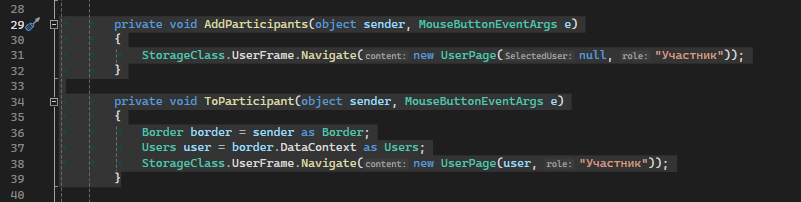 28
29 private void AddParticipants(object sender, MouseButtonEventArgs e)
30 {
31 StorageClass.UserFrame.Navigate(content: new UserPage(SelectedUser: null, role: "Участник"));
32 }
33
34 private void ToParticipant(object sender, MouseButtonEventArgs e)
35 {
36 Border border = sender as Border;
37 Users user = border.DataContext as Users;
38 StorageClass.UserFrame.Navigate(content: new UserPage(user, role: "Участник"));
39 }
40